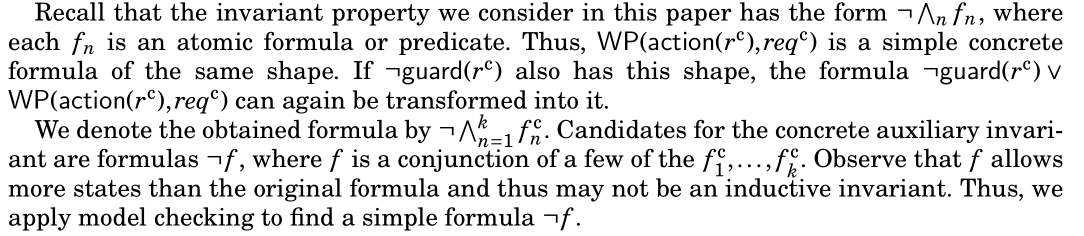 Recall that the invariant property we consider in this paper has the form ¬⋀ₙ fₙ, where
each fₙ is an atomic formula or predicate. Thus, WP(action(rᶜ),reqᶜ) is a simple concrete
formula of the same shape. If ¬guard(rᶜ) also has this shape, the formula ¬guard(rᶜ) ∨
WP(action(rᶜ),reqᶜ) can again be transformed into it.
We denote the obtained formula by ¬⋀ᵏₙ₌₁ fₙᶜ. Candidates for the concrete auxiliary invari-
ant are formulas ¬f, where f is a conjunction of a few of the f₁ᶜ,…,fₖᶜ. Observe that f allows
more states than the original formula and thus may not be an inductive invariant. Thus, we
apply model checking to find a simple formula ¬f.